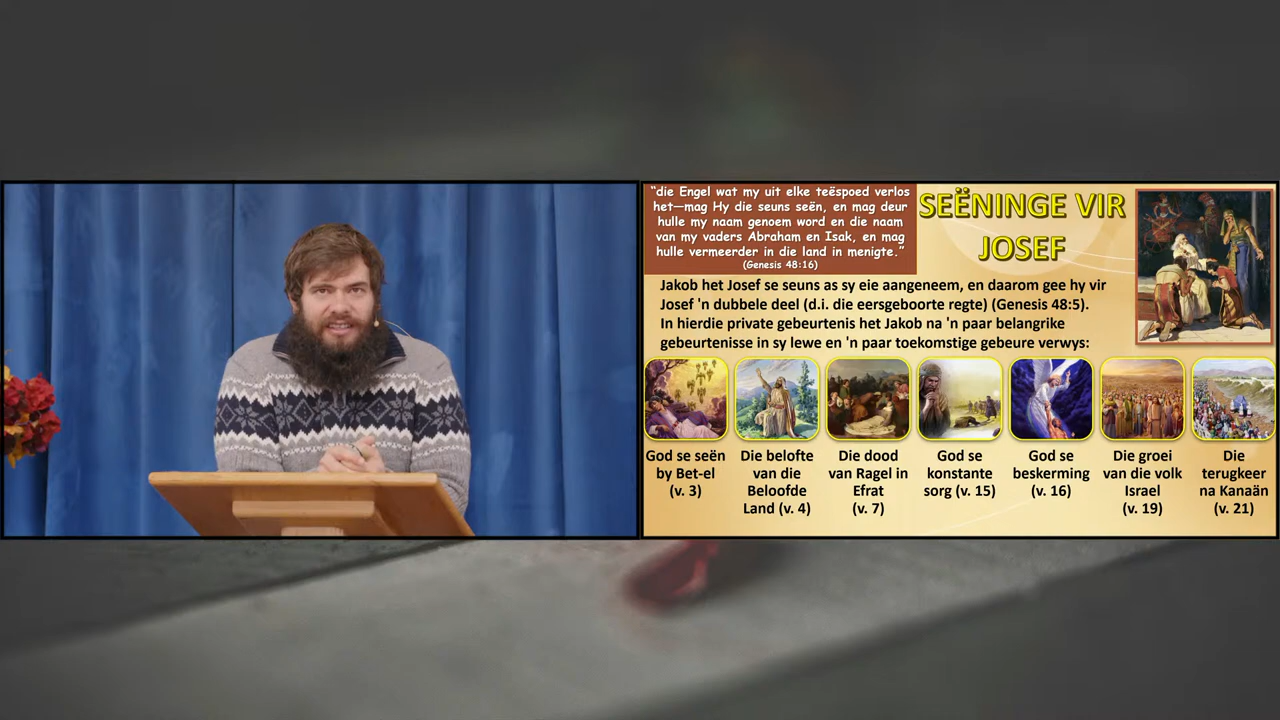 “die Engel wat my uit elke teëspoed verlos
het—mag Hy die seuns seën, en mag deur
hulle my naam genoem word en die naam
van my vaders Abraham en Isak, en mag
hulle vermeerder in die land in menigte.”
(Genesis 48:16)
SEËNINGE VIR
JOSEF
Jakob het Josef se seuns as sy eie aangeneem, en daarom gee hy vir
Josef 'n dubbele deel (d.i. die eersgeboorte regte) (Genesis 48:5).
In hierdie private gebeurtenis het Jakob na 'n paar belangrike
gebeurtenisse in sy lewe en 'n paar toekomstige gebeure verwys:
God se seën
by Bet-el
(v. 3)
Die belofte
van die
Beloofde
Land (v. 4)
Die dood
van Ragel in
Efrat
(v. 7)
God se
konstante
sorg (v. 15)
God se
beskerming
(v. 16)
Die groei
van die volk
Israel
(v. 19)
Die
terugkeer
na Kanaän
(v. 21)